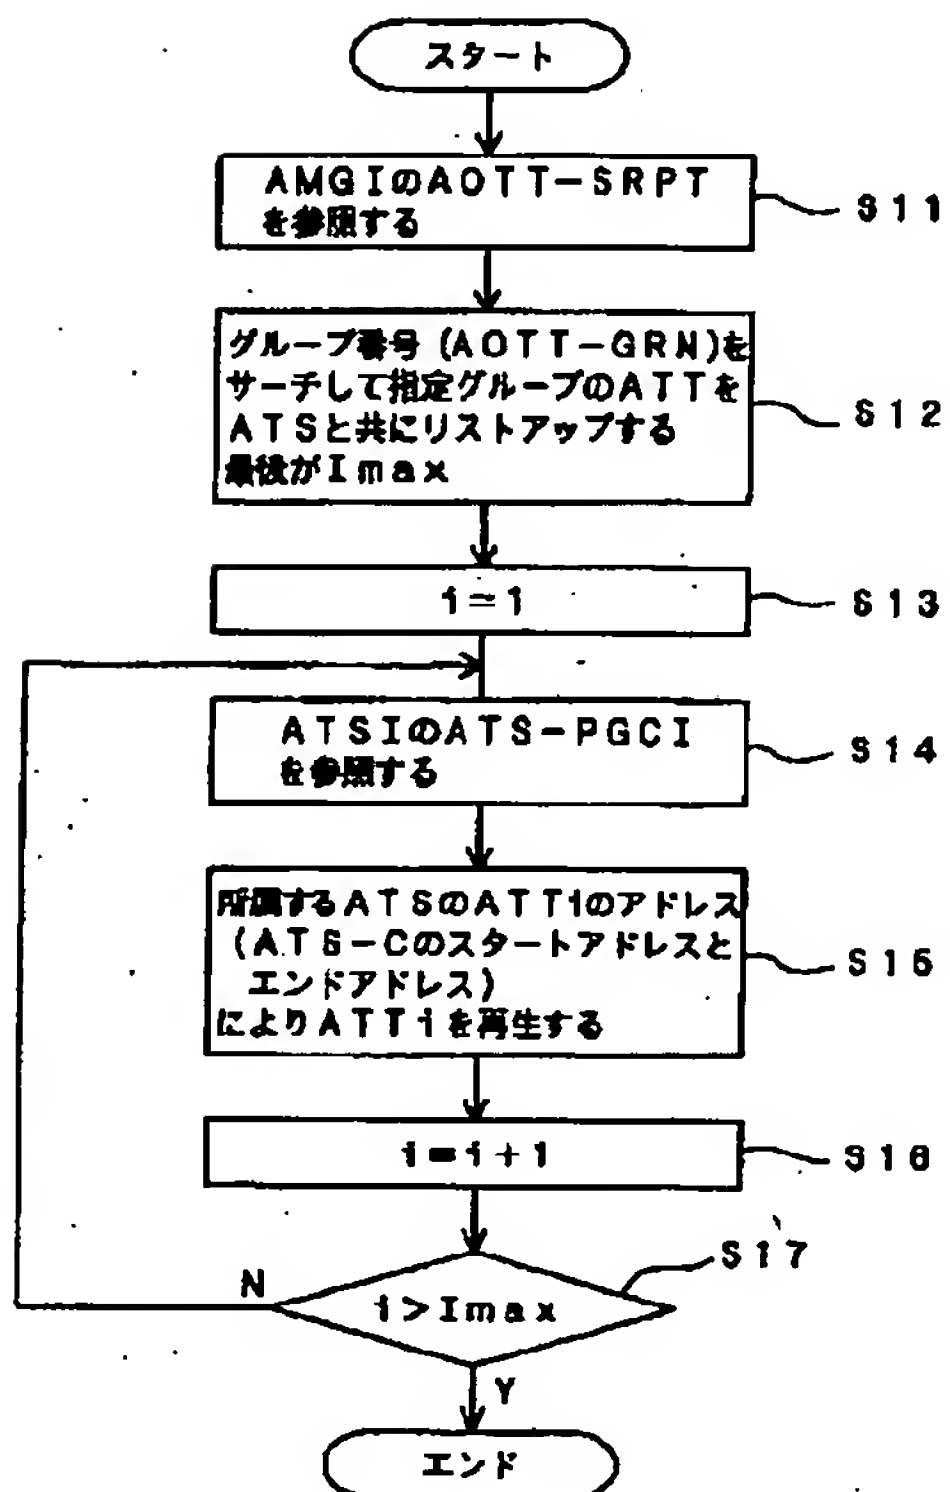 スタート
AMGIのAOTT-SRPT
を参照する
S11
グループ番号(AOTT-GRN)を
サーチして指定グループのATTを
ATSと共にリストアップする
最後がImax
S12
i=1
S13
ATSIのATS-PGCI
を参照する
S14
所属するATSのATTiのアドレス
(ATS-Cのスタートアドレスと
エンドアドレス)
によりATTiを再生する
S15
i=i+1
S16
S17
N
i>Imax
Y
エンド